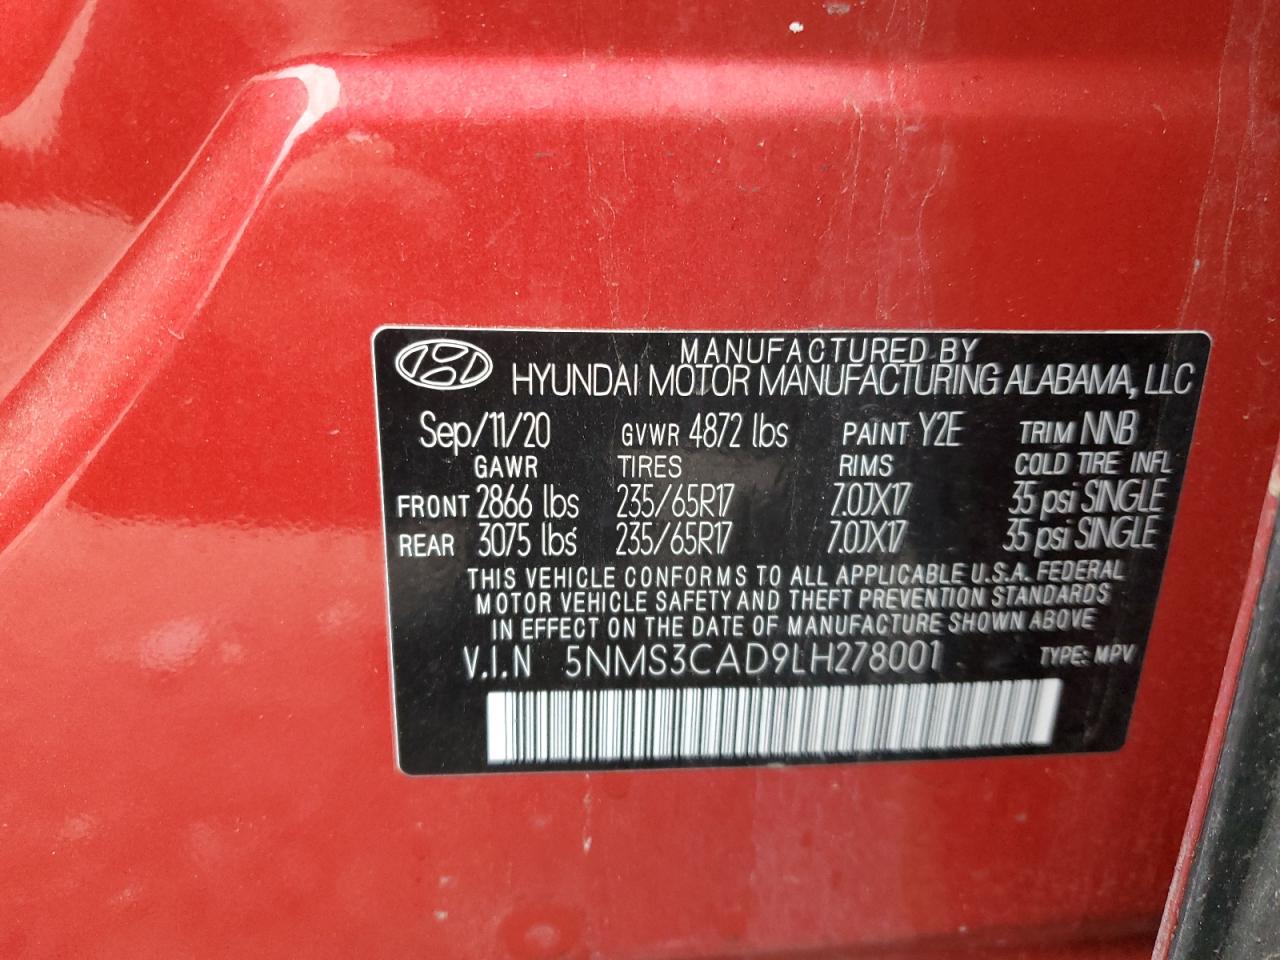 MANUFACTURED BY
HYUNDAI MOTOR MANUFACTURING ALABAMA, LLC
Sep/11/20 GVWR 4872 lbs PAINT Y2E TRIM NNB
GAWR TIRES RIMS COLD TIRE INFL
FRONT 2866 lbs 235/65R17 7.0JX17 35 psi SINGLE
REAR 3075 lbs 235/65R17 7.0JX17 35 psi SINGLE
THIS VEHICLE CONFORMS TO ALL APPLICABLE U.S.A. FEDERAL
MOTOR VEHICLE SAFETY AND THEFT PREVENTION STANDARDS
IN EFFECT ON THE DATE OF MANUFACTURE SHOWN ABOVE
V.I.N 5NMS3CAD9LH278001 TYPE: MPV